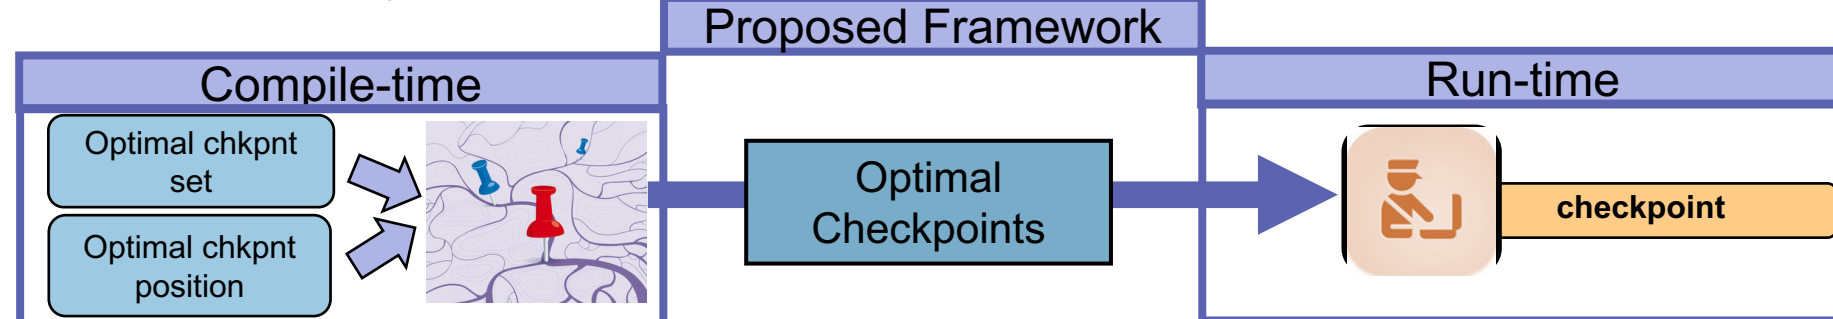 Proposed Framework
Compile-time
Run-time
Optimal chkpnt
set
Optimal chkpnt
position
Optimal
Checkpoints
checkpoint